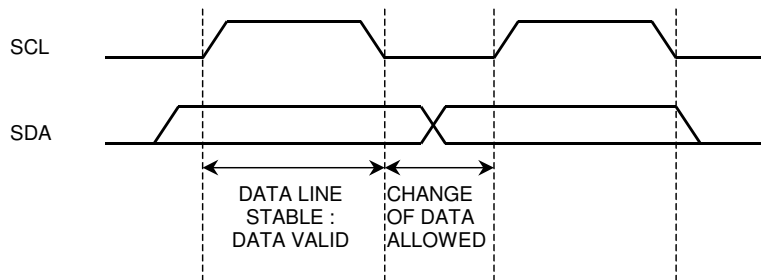 SCL
SDA
DATA LINE
STABLE :
DATA VALID
CHANGE
OF DATA
ALLOWED